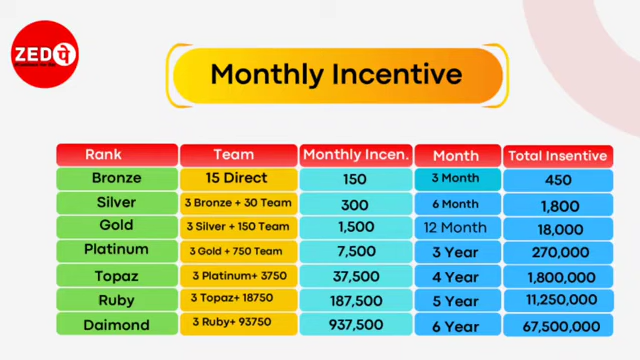 ZEDपे
Monthly Incentive
Rank Team Monthly Incen. Month Total Insentive
Bronze 15 Direct 150 3 Month 450
Silver 3 Bronze + 30 Team 300 6 Month 1,800
Gold 3 Silver + 150 Team 1,500 12 Month 18,000
Platinum 3 Gold + 750 Team 7,500 3 Year 270,000
Topaz 3 Platinum+ 3750 37,500 4 Year 1,800,000
Ruby 3 Topaz+ 18750 187,500 5 Year 11,250,000
Daimond 3 Ruby+ 93750 937,500 6 Year 67,500,000